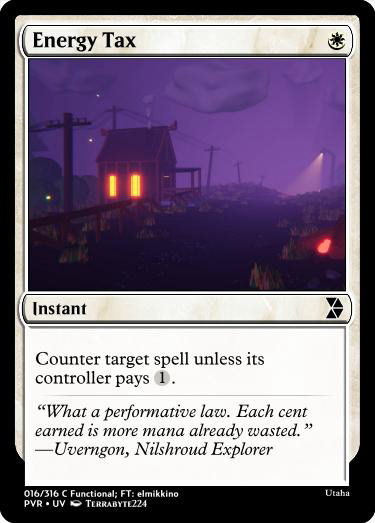 Energy Tax
Instant
Counter target spell unless its
controller pays 1.
“What a performative law. Each cent
earned is more mana already wasted.”
—Uverngon, Nilshroud Explorer
016/316 C Functional; FT: elmikkino
Utaha
PVR • UV Terrabyte224